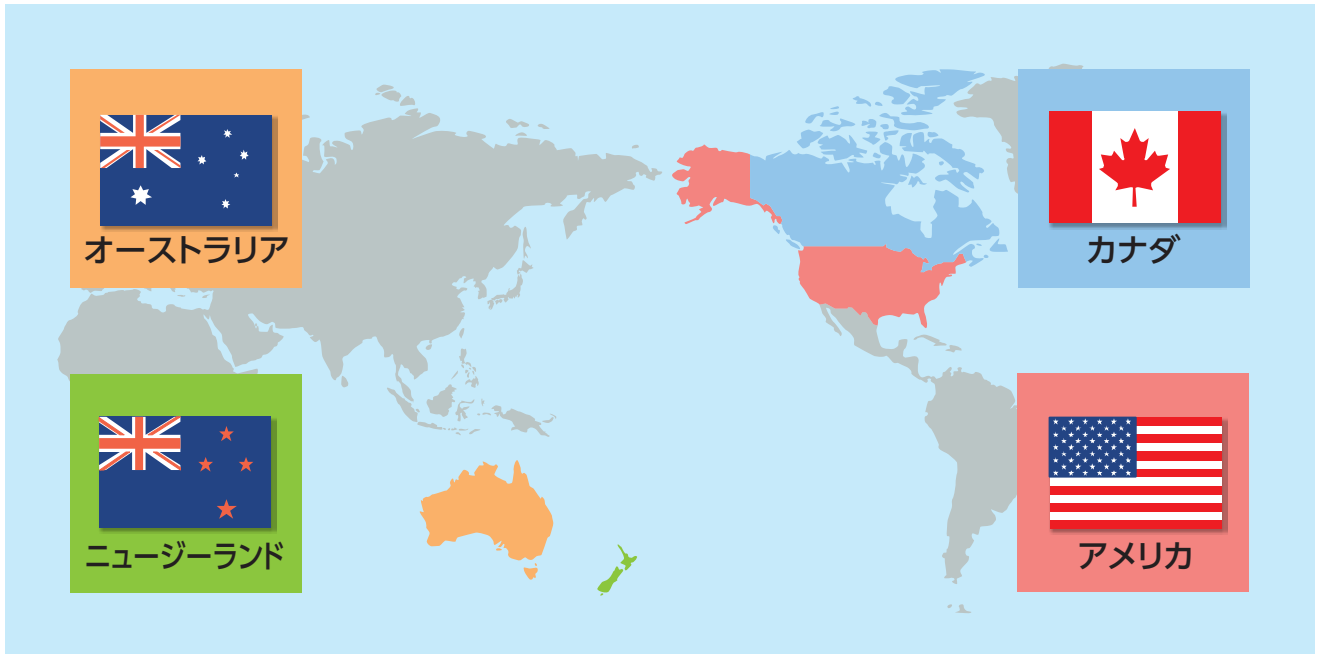 オーストラリア
カナダ
ニュージーランド
アメリカ